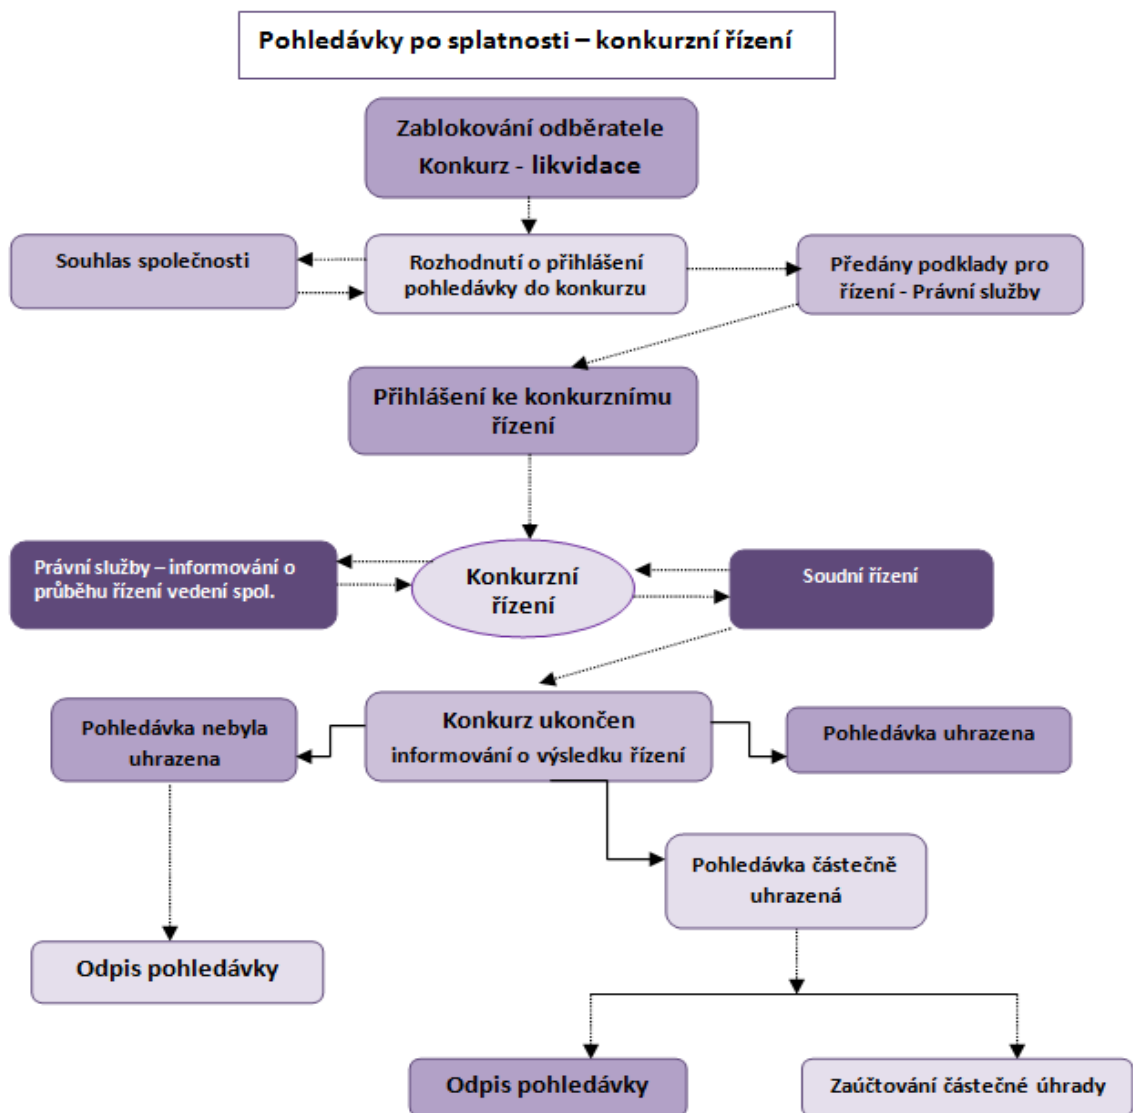 Pohledávky po splatnosti – konkurzní řízení
Zablokování odběratele
Konkurz - likvidace
Souhlas společnosti
Rozhodnutí o přihlášení
pohledávky do konkurzu
Předány podklady pro
řízení - Právní služby
Přihlášení ke konkurznímu
řízení
Právní služby – informování o
průběhu řízení vedení spol.
Konkurzní
řízení
Soudní řízení
Pohledávka nebyla
uhrazena
Konkurz ukončen
informování o výsledku řízení
Pohledávka uhrazena
Pohledávka částečně
uhrazená
Odpis pohledávky
Odpis pohledávky
Zaúčtování částečné úhrady